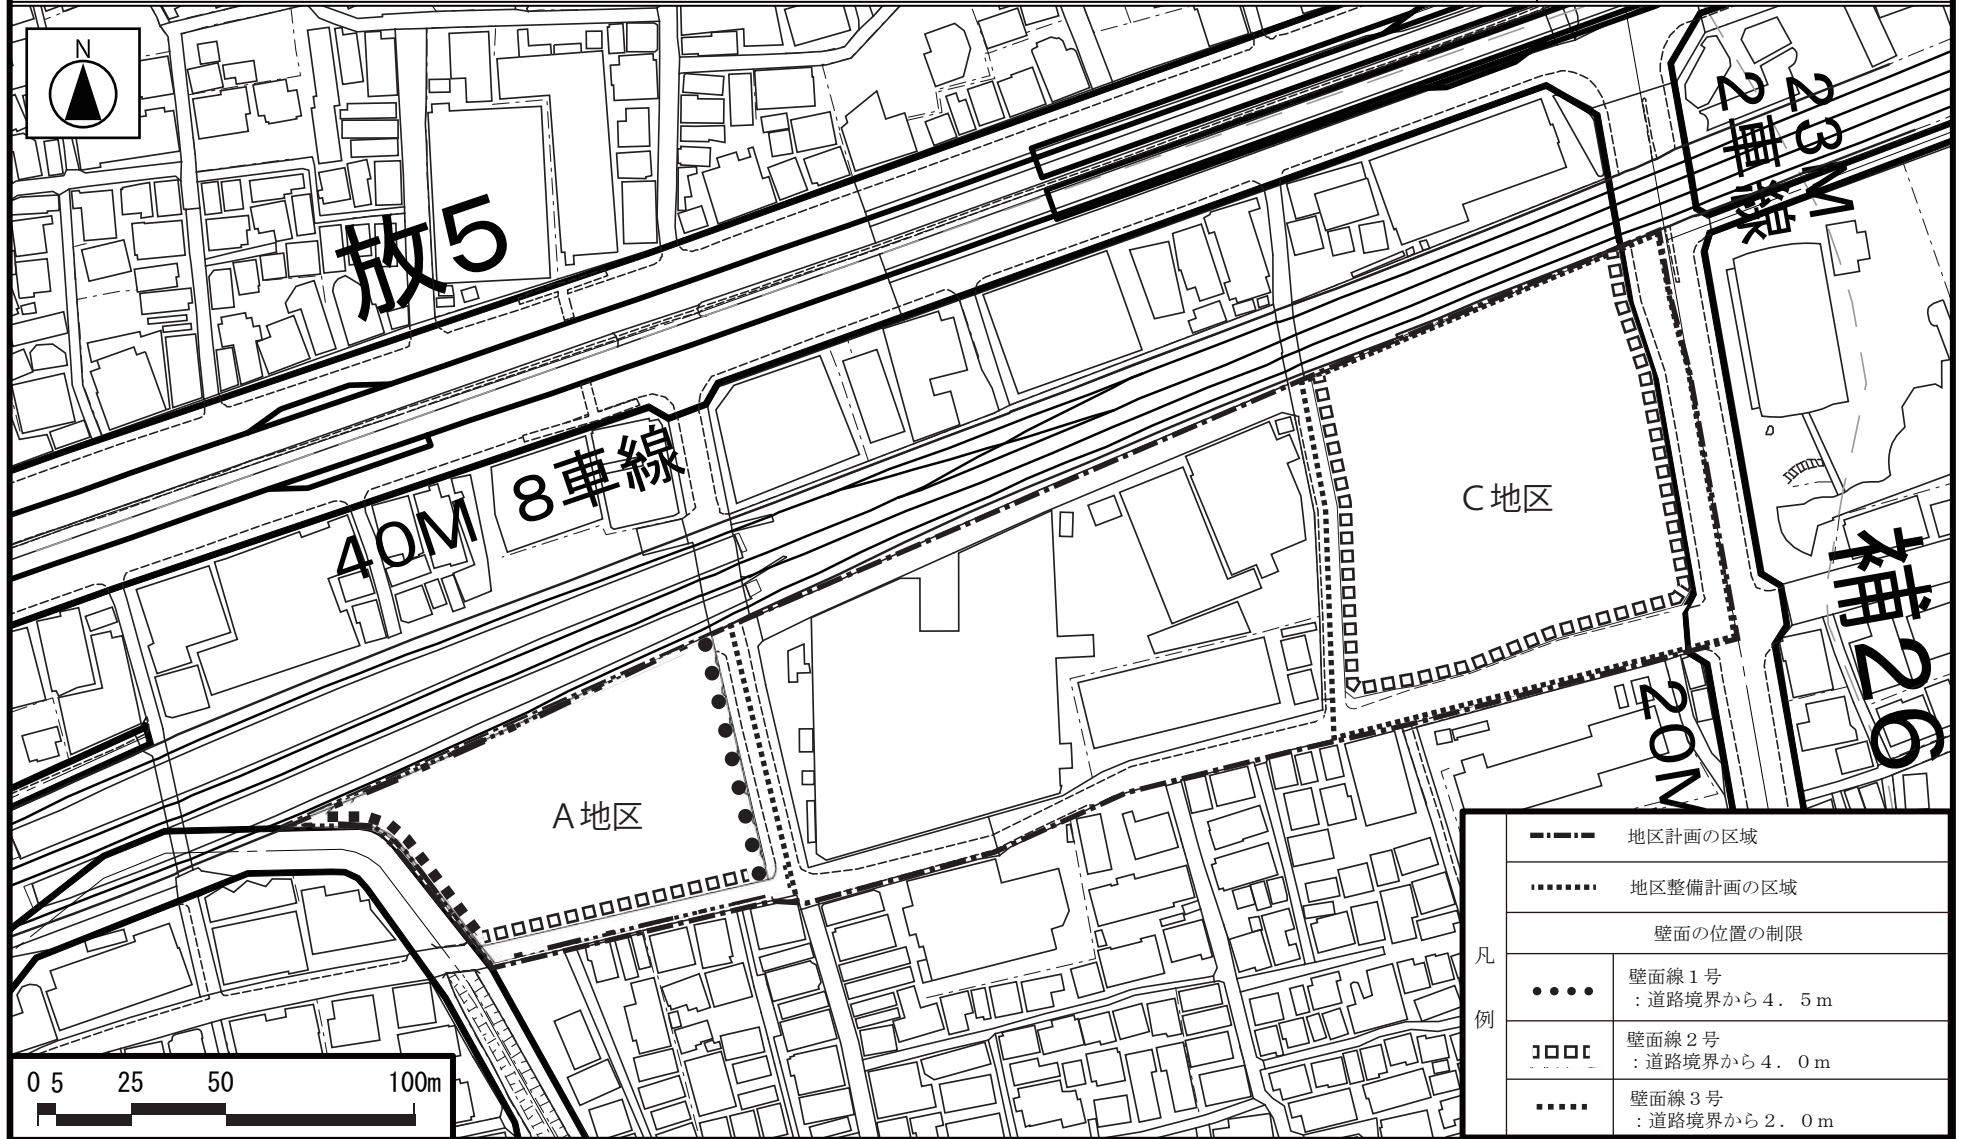 N
放5
23M
2車線
8車線
40M
C地区
A地区
補26
20M
凡例
地区計画の区域
地区整備計画の区域
壁面の位置の制限
壁面線1号
：道路境界から4．5m
壁面線2号
：道路境界から4．0m
壁面線3号
：道路境界から2．0m
0 5 25 50 100m